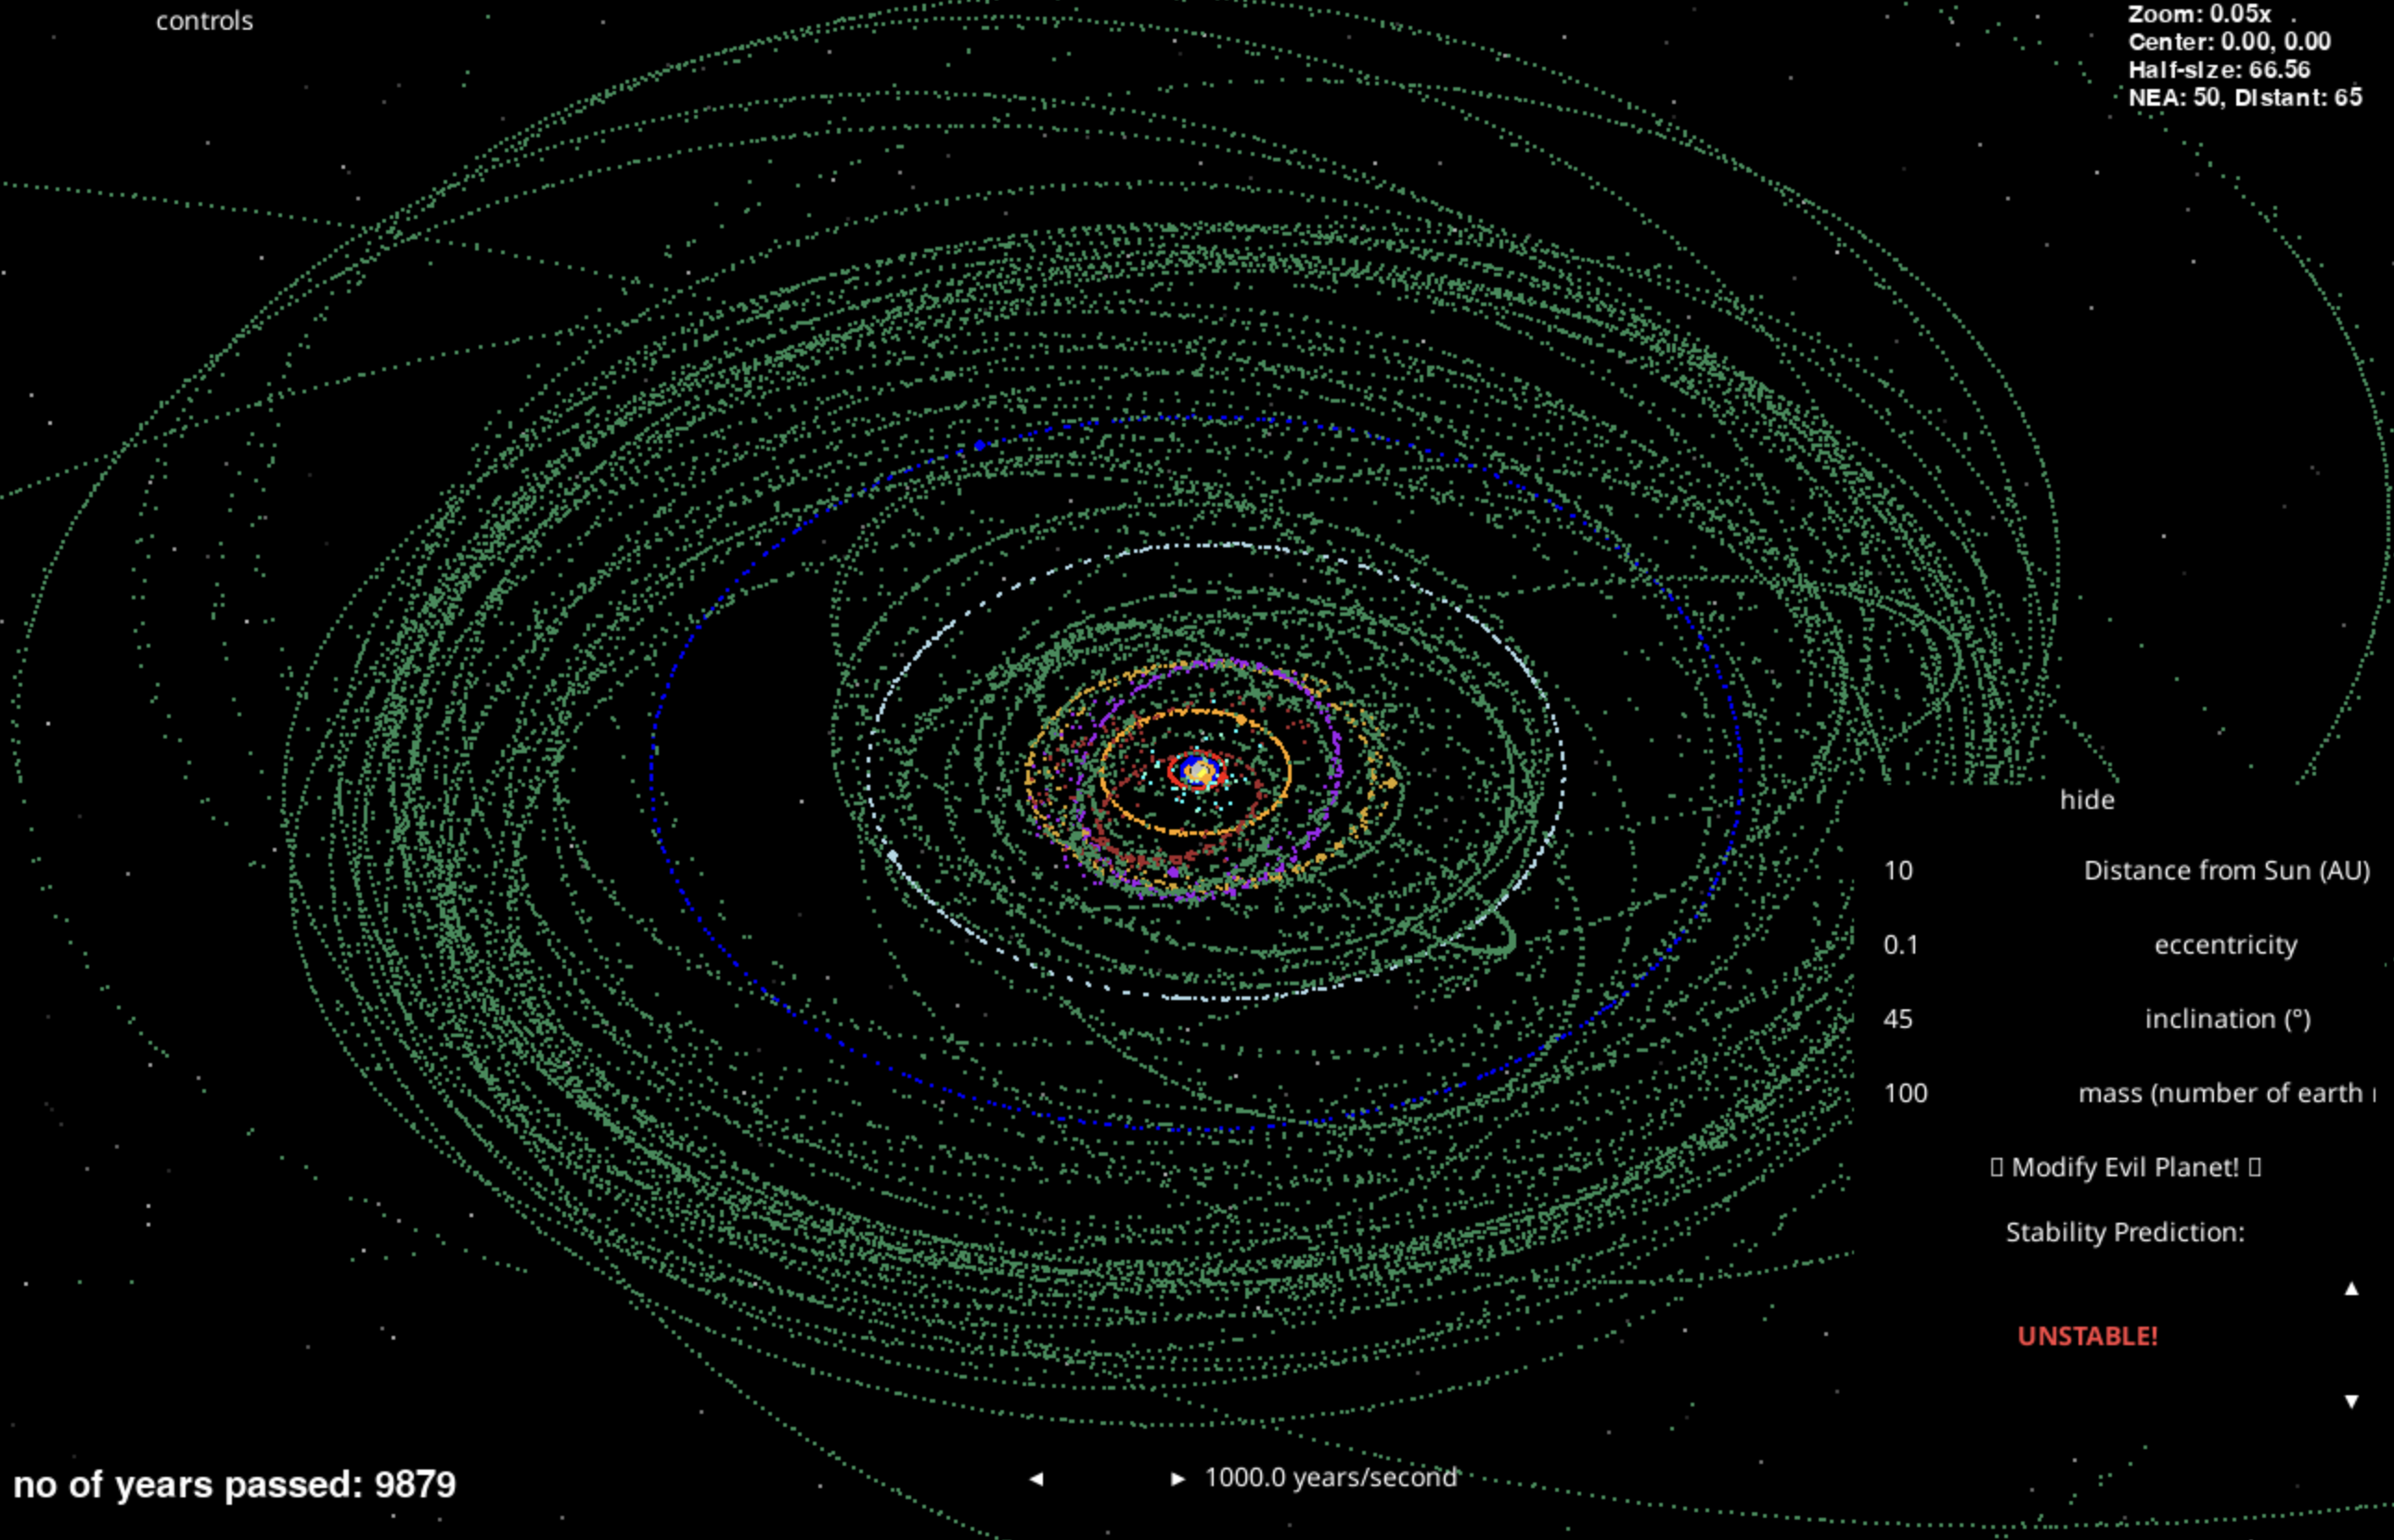 controls
Zoom: 0.05x
Center: 0.00, 0.00
Half-size: 66.56
NEA: 50, Distant: 65
hide
10 Distance from Sun (AU)
0.1 eccentricity
45 inclination (°)
100 mass (number of earth
Modify Evil Planet!
Stability Prediction:
▲
UNSTABLE!
▼
◄ ► 1000.0 years/second
no of years passed: 9879